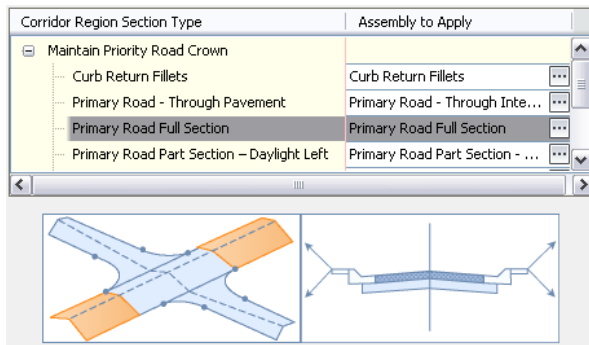 Corridor Region Section Type Assembly to Apply
Maintain Priority Road Crown
Curb Return Fillets Curb Return Fillets ...
Primary Road - Through Pavement Primary Road - Through Inte... ...
Primary Road Full Section Primary Road Full Section ...
Primary Road Part Section – Daylight Left Primary Road Part Section - ... ...